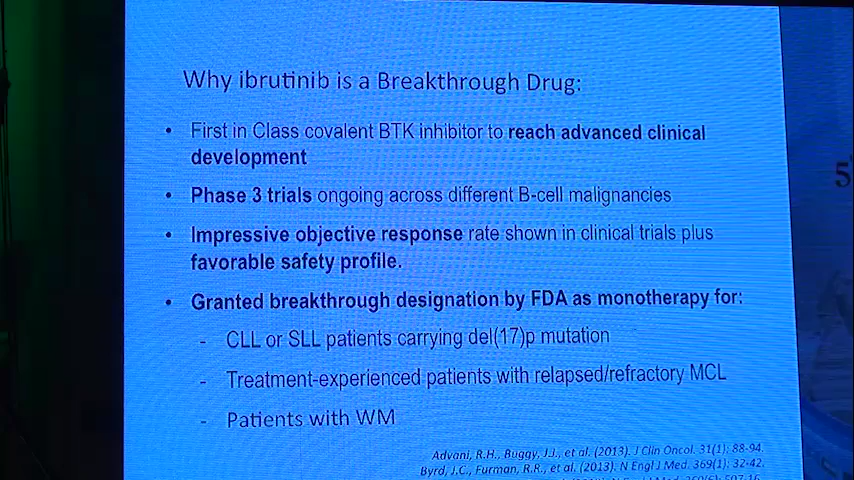 Why ibrutinib is a Breakthrough Drug:
• First in Class covalent BTK inhibitor to reach advanced clinical
development
• Phase 3 trials ongoing across different B-cell malignancies
• Impressive objective response rate shown in clinical trials plus
favorable safety profile.
• Granted breakthrough designation by FDA as monotherapy for:
- CLL or SLL patients carrying del(17)p mutation
- Treatment-experienced patients with relapsed/refractory MCL
- Patients with WM
Advani, R.H., Buggy, J.J., et al. (2013). J Clin Oncol. 31(1): 88-94.
Byrd, J.C., Furman, R.R., et al. (2013). N Engl J Med. 369(1): 32-42.